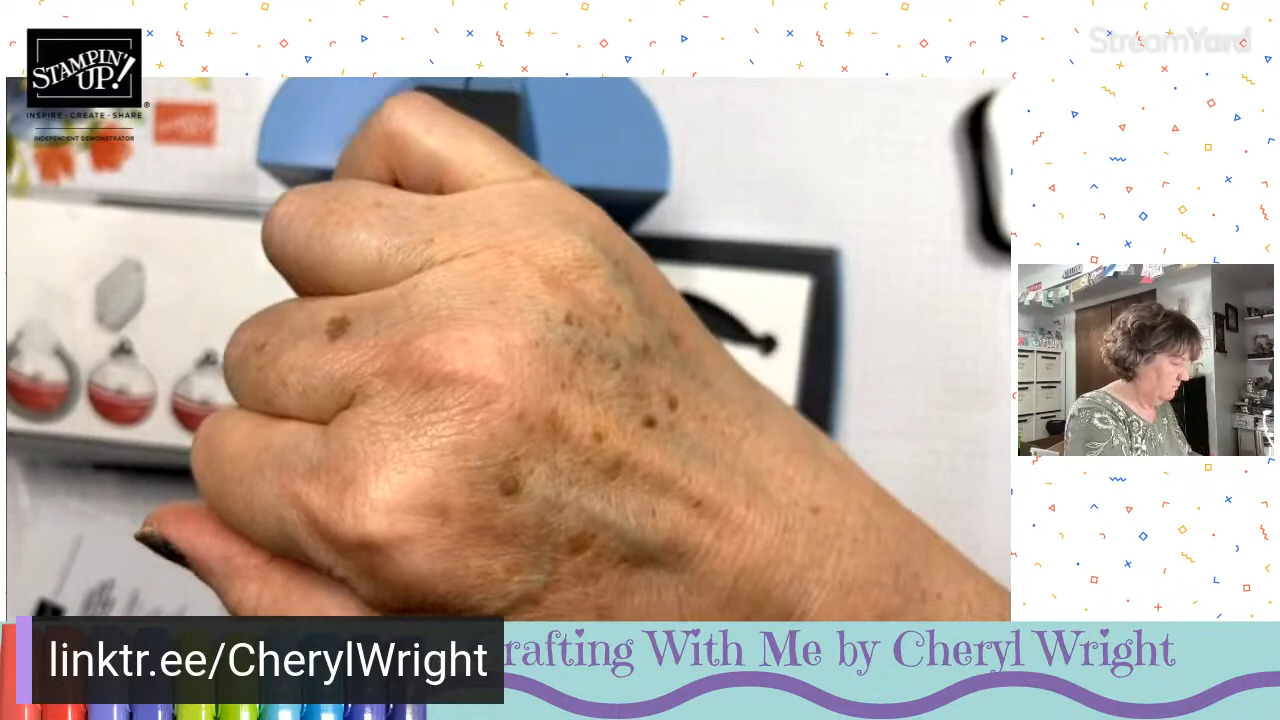 STAMPIN' UP!®
INSPIRE · CREATE · SHARE
INDEPENDENT DEMONSTRATOR
StreamYard
linktr.ee/CherylWright
rafting With Me by Cheryl Wright